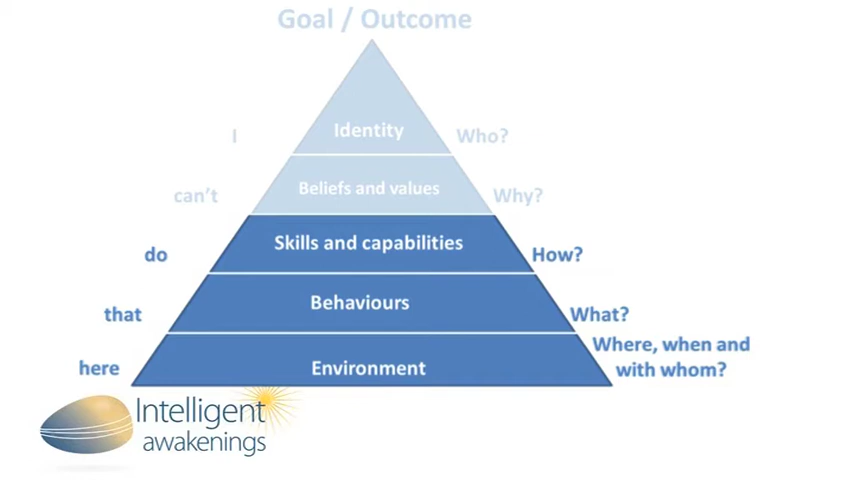 Goal / Outcome
I
Identity
Who?
can't
Beliefs and values
Why?
do
Skills and capabilities
How?
that
Behaviours
What?
here
Environment
Where, when and
with whom?
Intelligent
awakenings